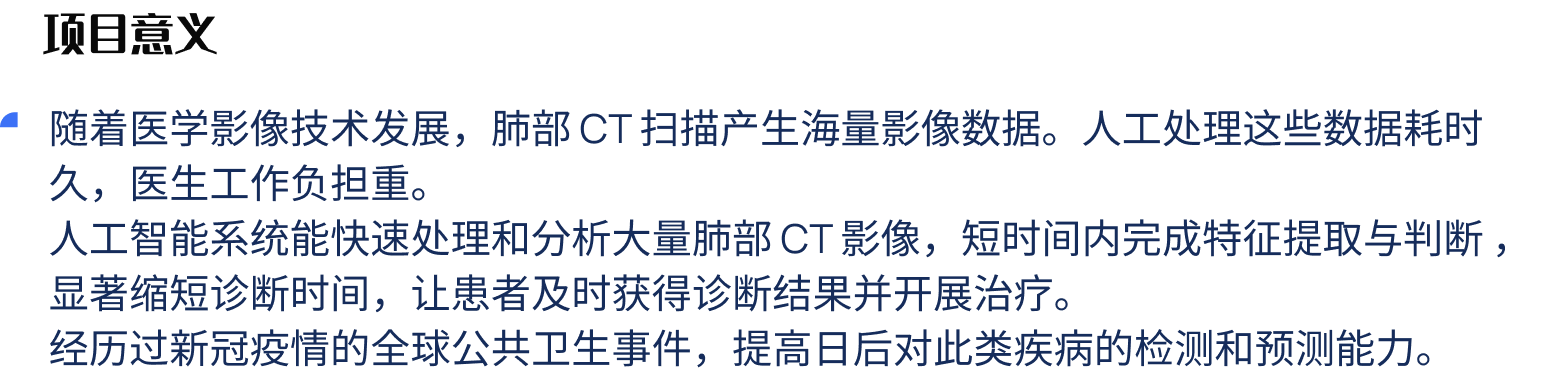 项目意义
随着医学影像技术发展，肺部 CT 扫描产生海量影像数据。人工处理这些数据耗时
久，医生工作负担重。
人工智能系统能快速处理和分析大量肺部 CT 影像，短时间内完成特征提取与判断 ，
显著缩短诊断时间，让患者及时获得诊断结果并开展治疗。
经历过新冠疫情的全球公共卫生事件，提高日后对此类疾病的检测和预测能力。